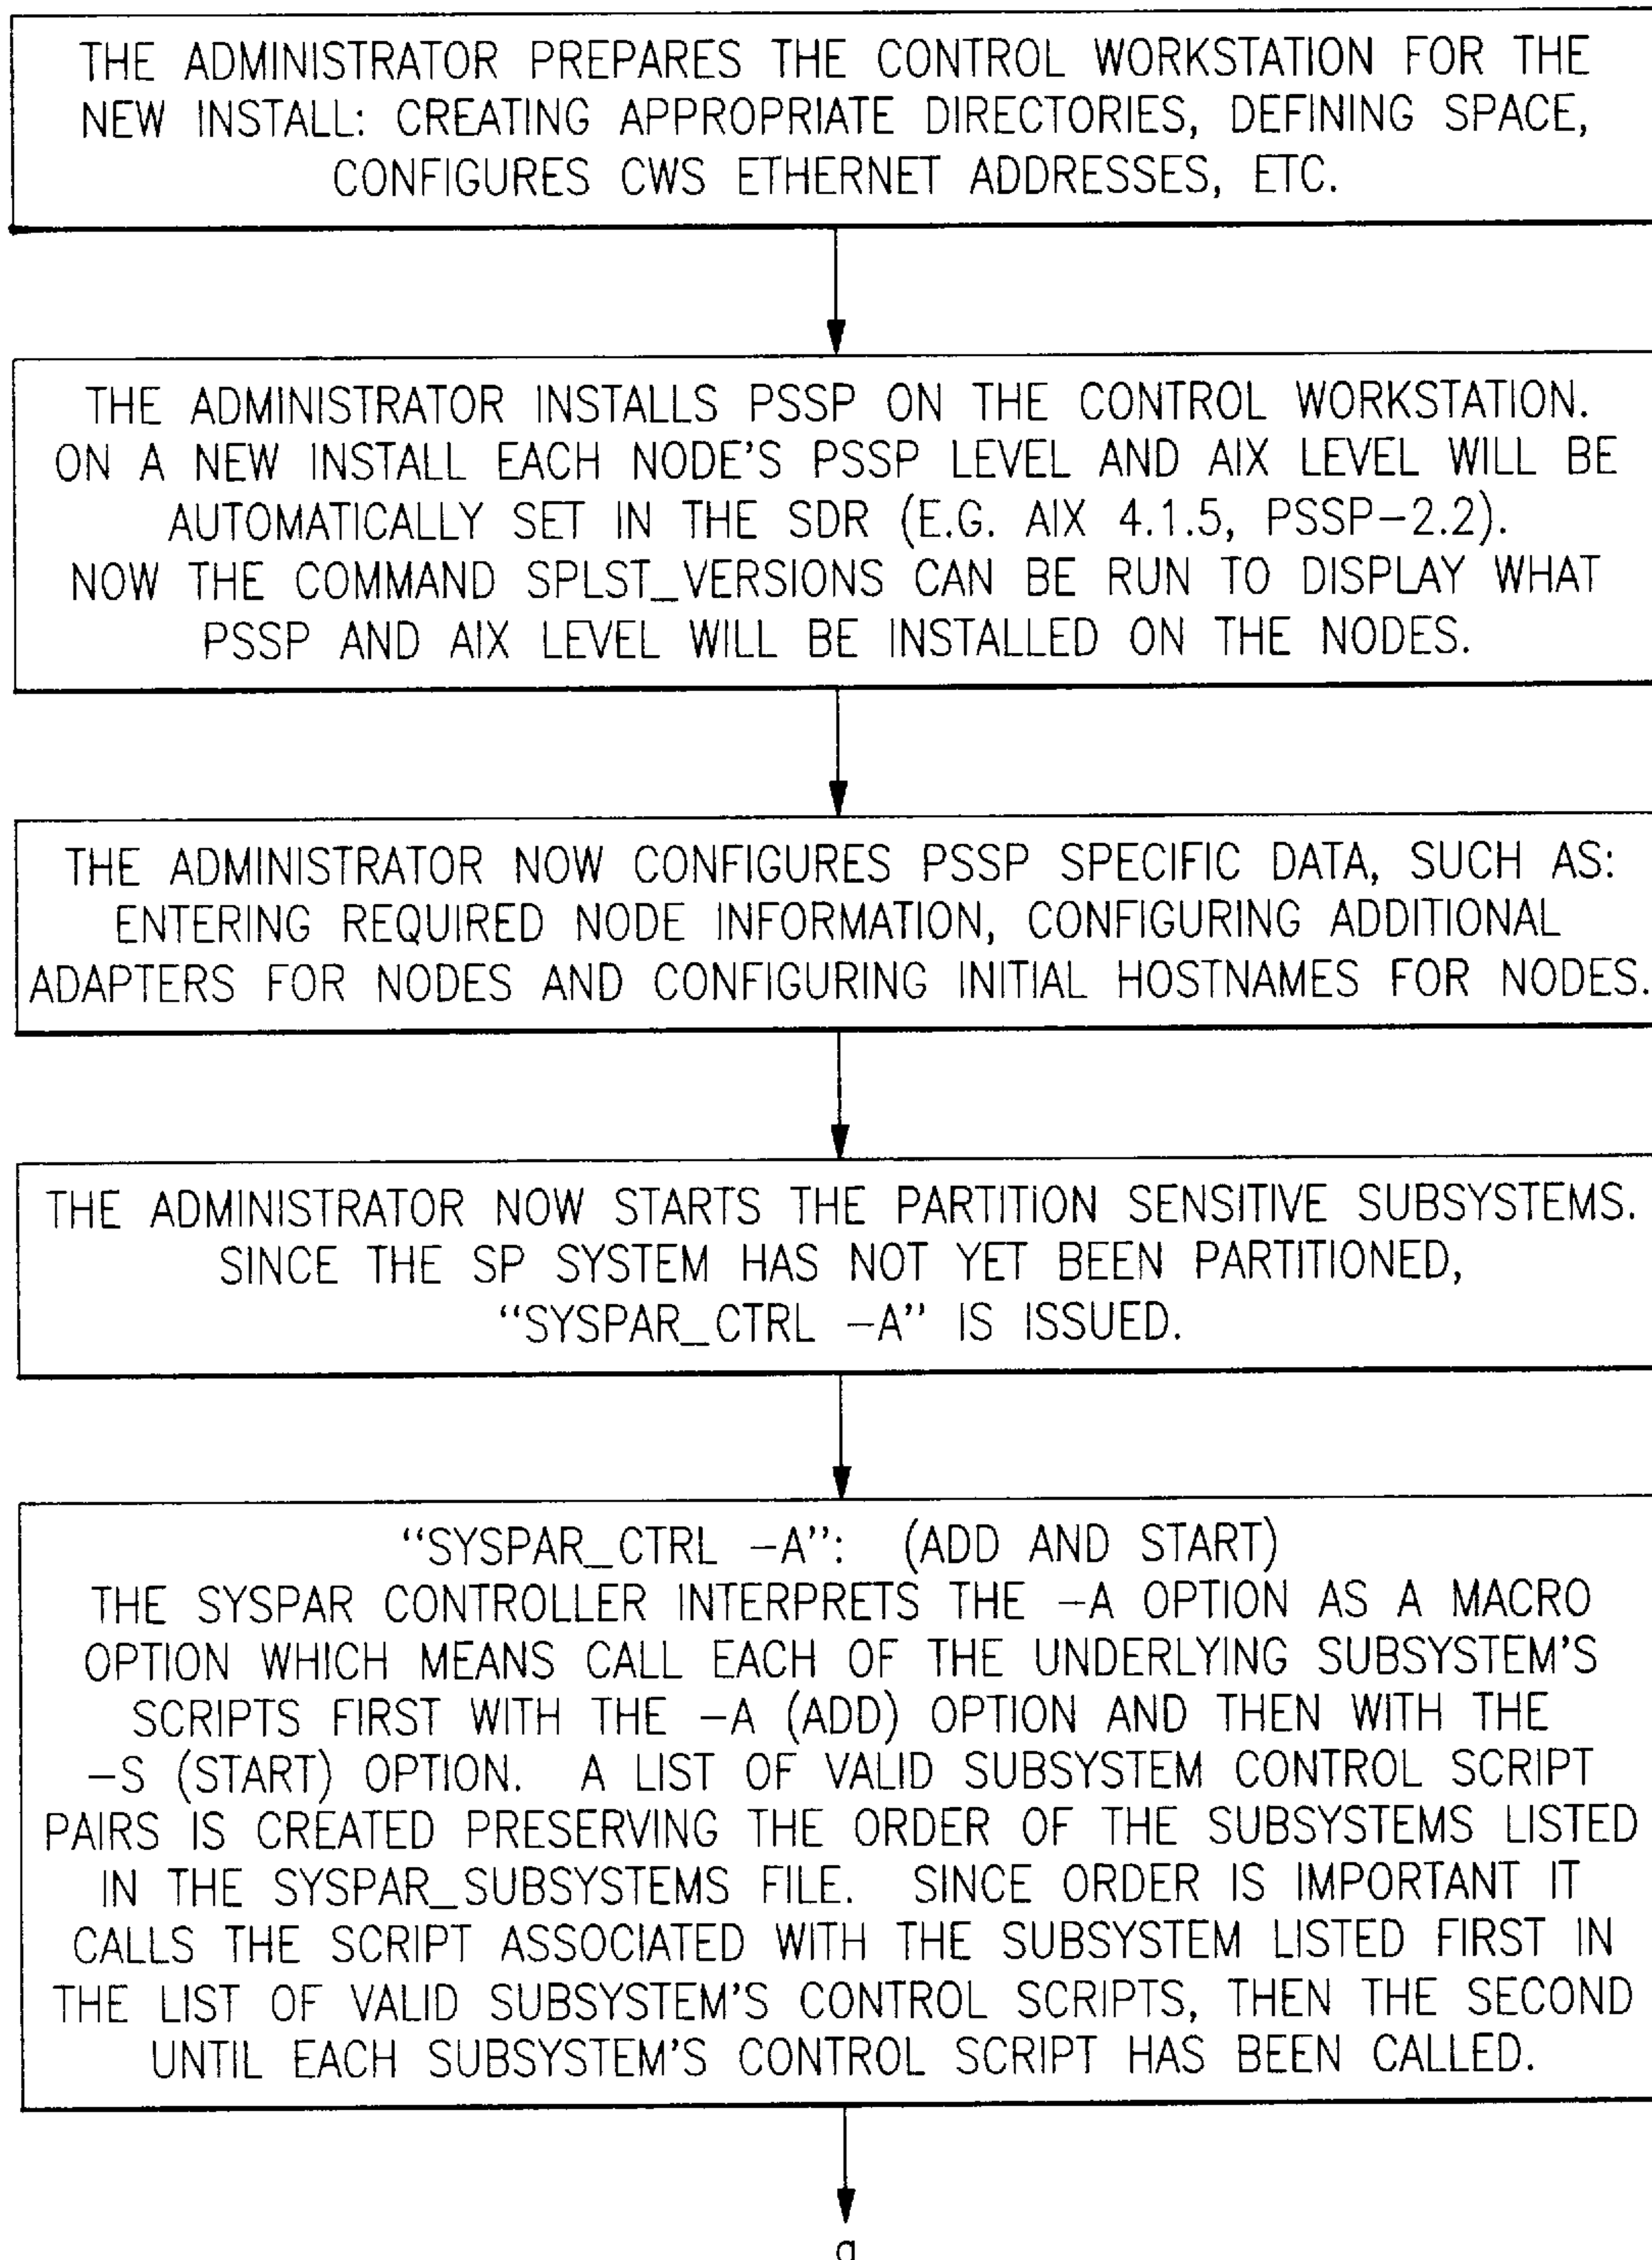 THE ADMINISTRATOR PREPARES THE CONTROL WORKSTATION FOR THE
NEW INSTALL: CREATING APPROPRIATE DIRECTORIES, DEFINING SPACE,
CONFIGURES CWS ETHERNET ADDRESSES, ETC.
THE ADMINISTRATOR INSTALLS PSSP ON THE CONTROL WORKSTATION.
ON A NEW INSTALL EACH NODE'S PSSP LEVEL AND AIX LEVEL WILL BE
AUTOMATICALLY SET IN THE SDR (E.G. AIX 4.1.5, PSSP-2.2).
NOW THE COMMAND SPLST_VERSIONS CAN BE RUN TO DISPLAY WHAT
PSSP AND AIX LEVEL WILL BE INSTALLED ON THE NODES.
THE ADMINISTRATOR NOW CONFIGURES PSSP SPECIFIC DATA, SUCH AS:
ENTERING REQUIRED NODE INFORMATION, CONFIGURING ADDITIONAL
ADAPTERS FOR NODES AND CONFIGURING INITIAL HOSTNAMES FOR NODES.
THE ADMINISTRATOR NOW STARTS THE PARTITION SENSITIVE SUBSYSTEMS.
SINCE THE SP SYSTEM HAS NOT YET BEEN PARTITIONED,
“SYSPAR_CTRL -A” IS ISSUED.
“SYSPAR_CTRL -A”: (ADD AND START)
THE SYSPAR CONTROLLER INTERPRETS THE -A OPTION AS A MACRO
OPTION WHICH MEANS CALL EACH OF THE UNDERLYING SUBSYSTEM'S
SCRIPTS FIRST WITH THE -A (ADD) OPTION AND THEN WITH THE
-S (START) OPTION. A LIST OF VALID SUBSYSTEM CONTROL SCRIPT
PAIRS IS CREATED PRESERVING THE ORDER OF THE SUBSYSTEMS LISTED
IN THE SYSPAR_SUBSYSTEMS FILE. SINCE ORDER IS IMPORTANT IT
CALLS THE SCRIPT ASSOCIATED WITH THE SUBSYSTEM LISTED FIRST IN
THE LIST OF VALID SUBSYSTEM'S CONTROL SCRIPTS, THEN THE SECOND
UNTIL EACH SUBSYSTEM'S CONTROL SCRIPT HAS BEEN CALLED.
a